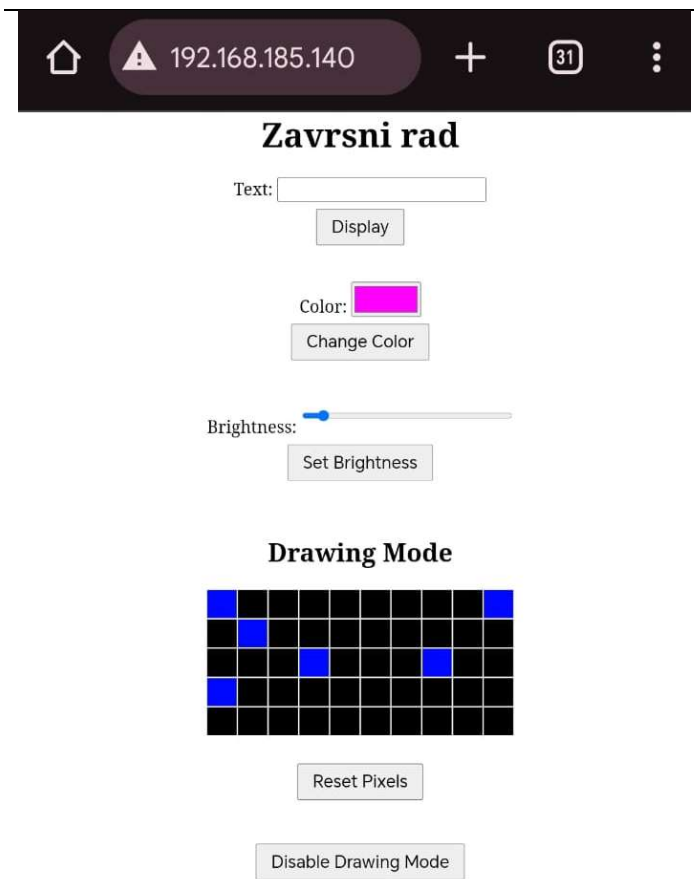 192.168.185.140
31
Zavrsni rad
Text:
Display
Color:
Change Color
Brightness:
Set Brightness
Drawing Mode
Reset Pixels
Disable Drawing Mode